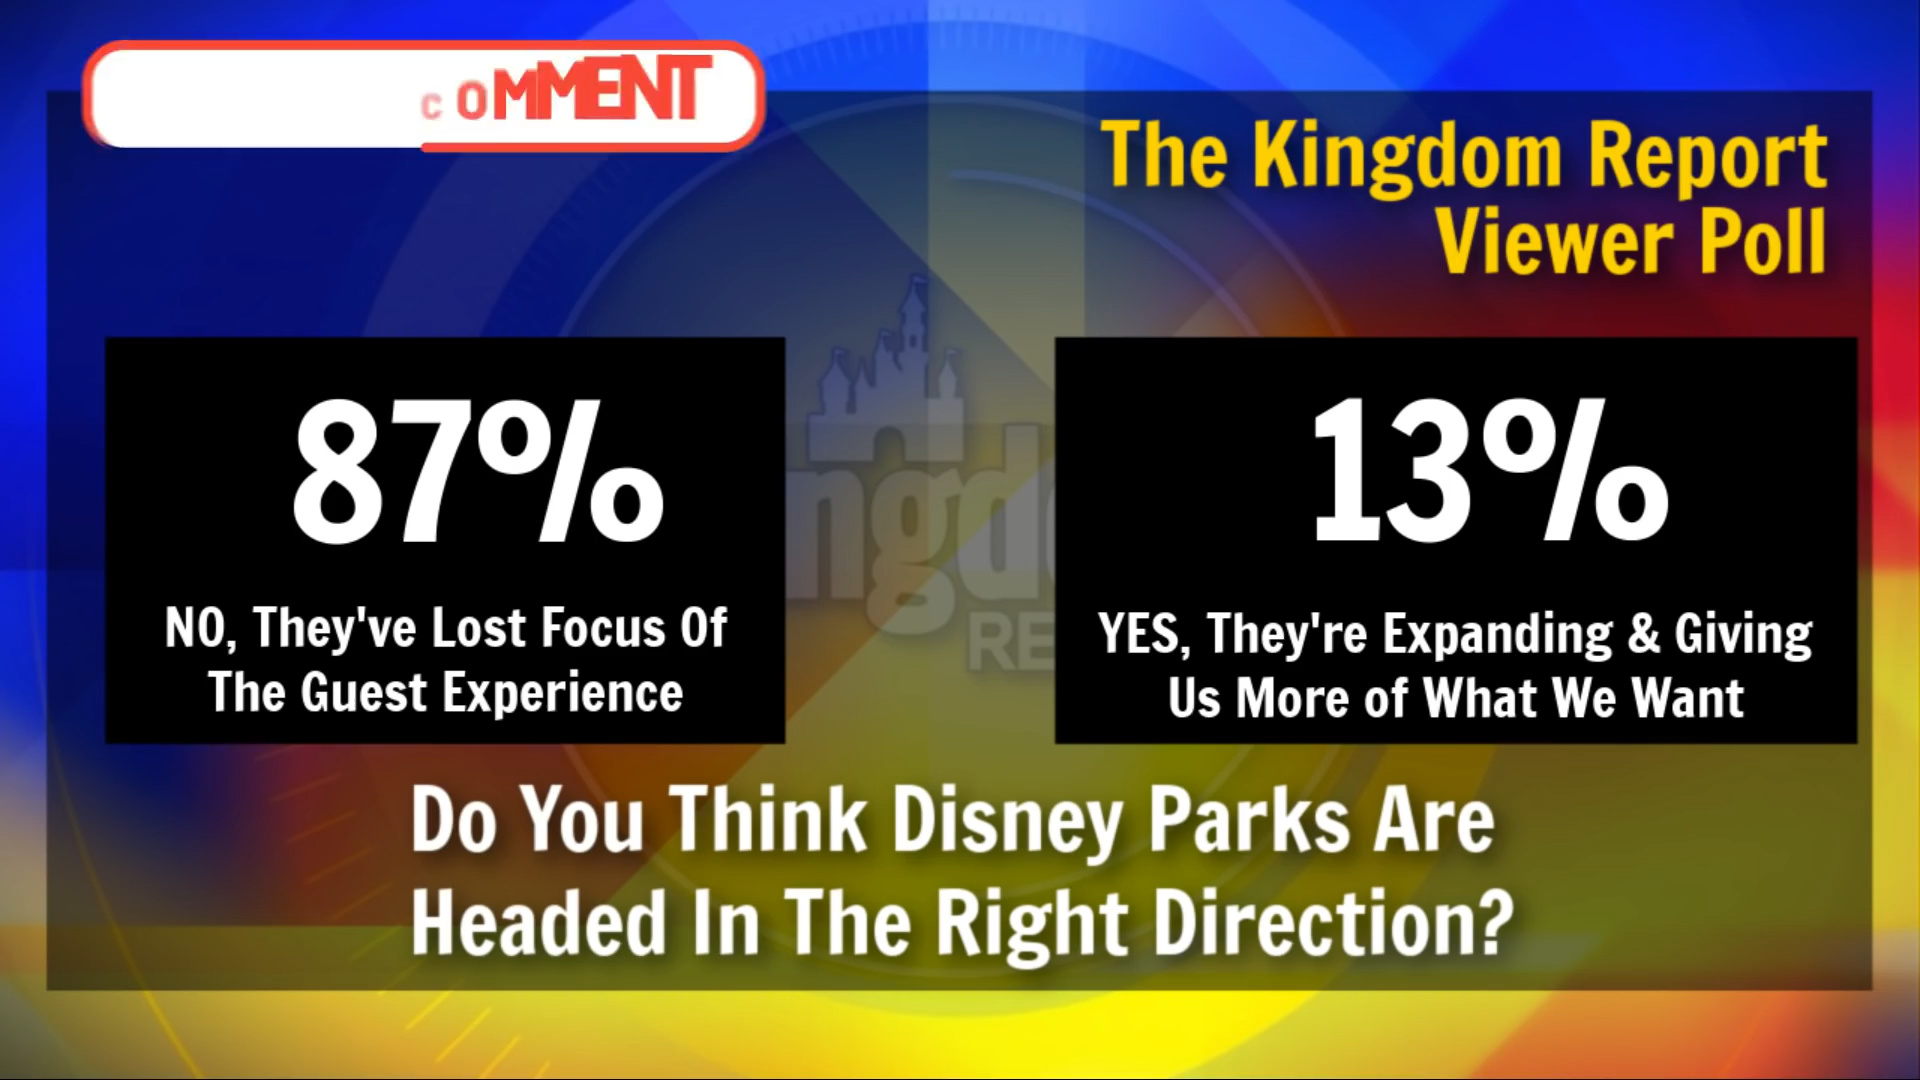 COMMENT
The Kingdom Report
Viewer Poll
87%
NO, They've Lost Focus Of
The Guest Experience
13%
YES, They're Expanding & Giving
Us More of What We Want
ngd
RE
Do You Think Disney Parks Are
Headed In The Right Direction?